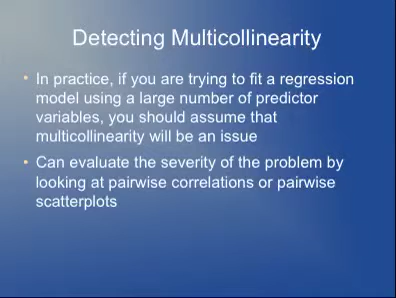 Detecting Multicollinearity
• In practice, if you are trying to fit a regression
model using a large number of predictor
variables, you should assume that
multicollinearity will be an issue
• Can evaluate the severity of the problem by
looking at pairwise correlations or pairwise
scatterplots